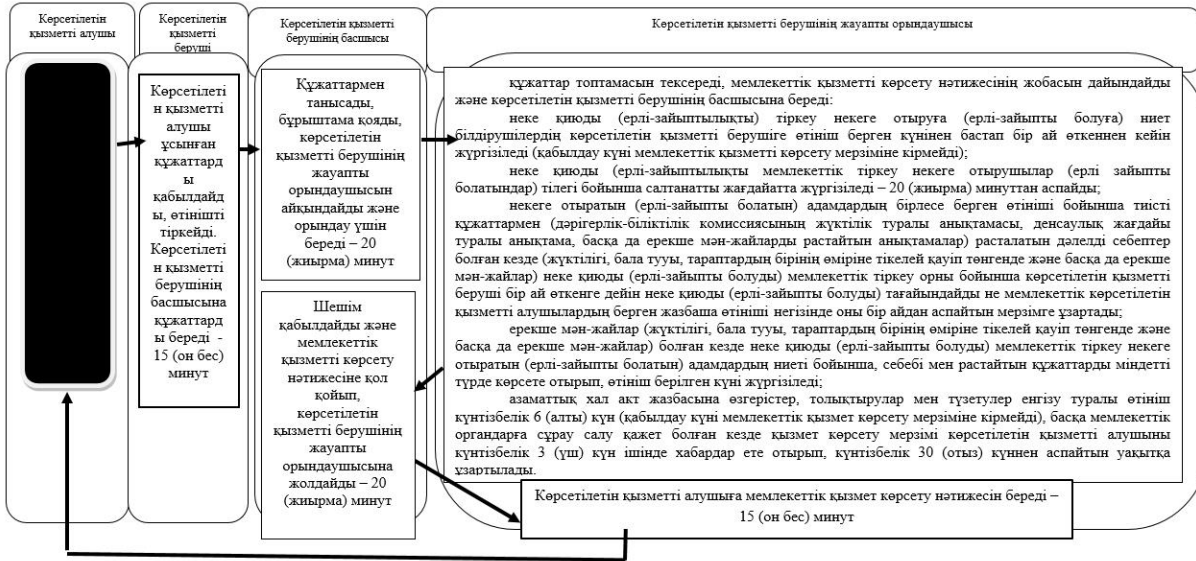 Көрсетілетін
қызметті алушы
Көрсетілетін
қызметті
беруші
Көрсетілетін қызметті
берушінің басшысы
Көрсетілетін қызметті берушінің жауапты орындаушысы
Көрсетілеті
н қызметті
алушы
ұсынған
құжаттард
ы
қабылдайд
ы, өтінішті
тіркейді.
Көрсетілеті
н қызметті
берушінің
басшысына
құжаттард
ы береді -
15 (он бес)
минут
Құжаттармен
танысады,
бұрыштама қояды,
көрсетілетін
қызметті берушінің
жауапты
орындаушысын
айқындайды және
орындау үшін
береді – 20
(жиырма) минут
Шешім
қабылдайды және
мемлекеттік
қызметті көрсету
нәтижесіне қол
қойып,
көрсетілетін
қызметті берушінің
жауапты
орындаушысына
жолдайды – 20
(жиырма) минут
құжаттар топтамасын тексереді, мемлекеттік қызметті көрсету нәтижесінің жобасын дайындайды
және көрсетілетін қызметті берушінің басшысына береді:
неке қиюды (ерлі-зайыптылықты) тіркеу некеге отыруға (ерлі-зайыпты болуға) ниет
білдірушілердің көрсетілетін қызметті берушіге өтініш берген күнінен бастап бір ай өткеннен кейін
жүргізіледі (қабылдау күні мемлекеттік қызметті көрсету мерзіміне кірмейді);
неке қиюды (ерлі-зайыптылықты мемлекеттік тіркеу некеге отырушылар (ерлі зайыпты
болатындар) тілегі бойынша салтанатты жағдайатта жүргізіледі – 20 (жиырма) минуттан аспайды;
некеге отыратын (ерлі-зайыпты болатын) адамдардың бірлесе берген өтініші бойынша тиісті
құжаттармен (дәрігерлік-біліктілік комиссиясының жүктілік туралы анықтамасы, денсаулық жағдайы
туралы анықтама, басқа да ерекше мән-жайларды растайтын анықтамалар) расталатын дәлелді себептер
болған кезде (жүктілігі, бала тууы, тараптардың бірінің өміріне тікелей қауіп төнгенде және басқа да ерекше
мән-жайлар) неке қиюды (ерлі-зайыпты болуды) мемлекеттік тіркеу орны бойынша көрсетілетін қызметті
беруші бір ай өткенге дейін неке қиюды (ерлі-зайыпты болуды) тағайындайды не мемлекеттік көрсетілетін
қызметті алушылардың берген жазбаша өтініші негізінде оны бір айдан аспайтын мерзімге ұзартады;
ерекше мән-жайлар (жүктілігі, бала тууы, тараптардың бірінің өміріне тікелей қауіп төнгенде және
басқа да ерекше мән-жайлар) болған кезде неке қиюды (ерлі-зайыпты болуды) мемлекеттік тіркеу некеге
отыратын (ерлі-зайыпты болатын) адамдардың ниеті бойынша, себебі мен растайтын құжаттарды міндетті
түрде көрсете отырып, өтініш берілген күні жүргізіледі;
азаматтық хал акт жазбасына өзгерістер, толықтырулар мен түзетулер енгізу туралы өтініш
күнтізбелік 6 (алты) күн (қабылдау күні мемлекеттік қызмет көрсету мерзіміне кірмейді), басқа мемлекеттік
органдарға сұрау салу қажет болған кезде қызмет көрсету мерзімі көрсетілетін қызметті алушыны
күнтізбелік 3 (үш) күн ішінде хабардар ете отырып, күнтізбелік 30 (отыз) күннен аспайтын уақытқа
ұзартылады.
Көрсетілетін қызметті алушыға мемлекеттік қызмет көрсету нәтижесін береді –
15 (он бес) минут